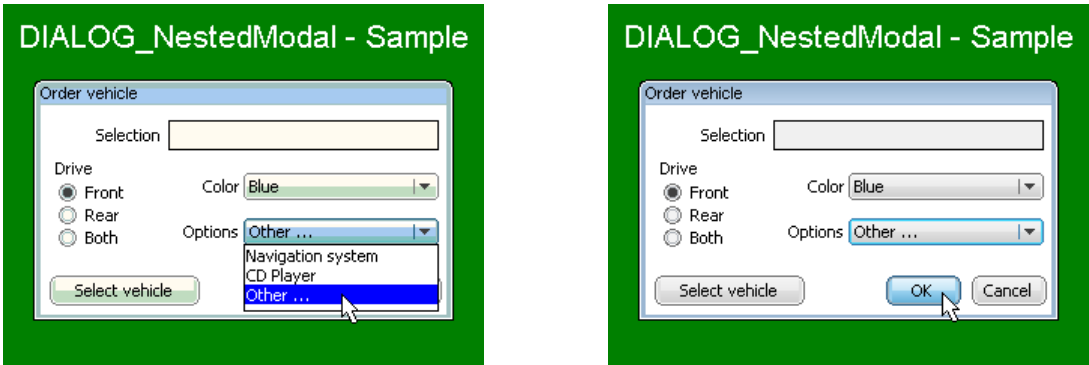 DIALOG_NestedModal - Sample
Order vehicle
Selection
Drive
Front
Color Blue
Rear
Options Other ...
Both
Navigation system
CD Player
Other ...
Select vehicle
DIALOG_NestedModal - Sample
Order vehicle
Selection
Drive
Front
Color Blue
Rear
Options Other ...
Both
Select vehicle OK Cancel